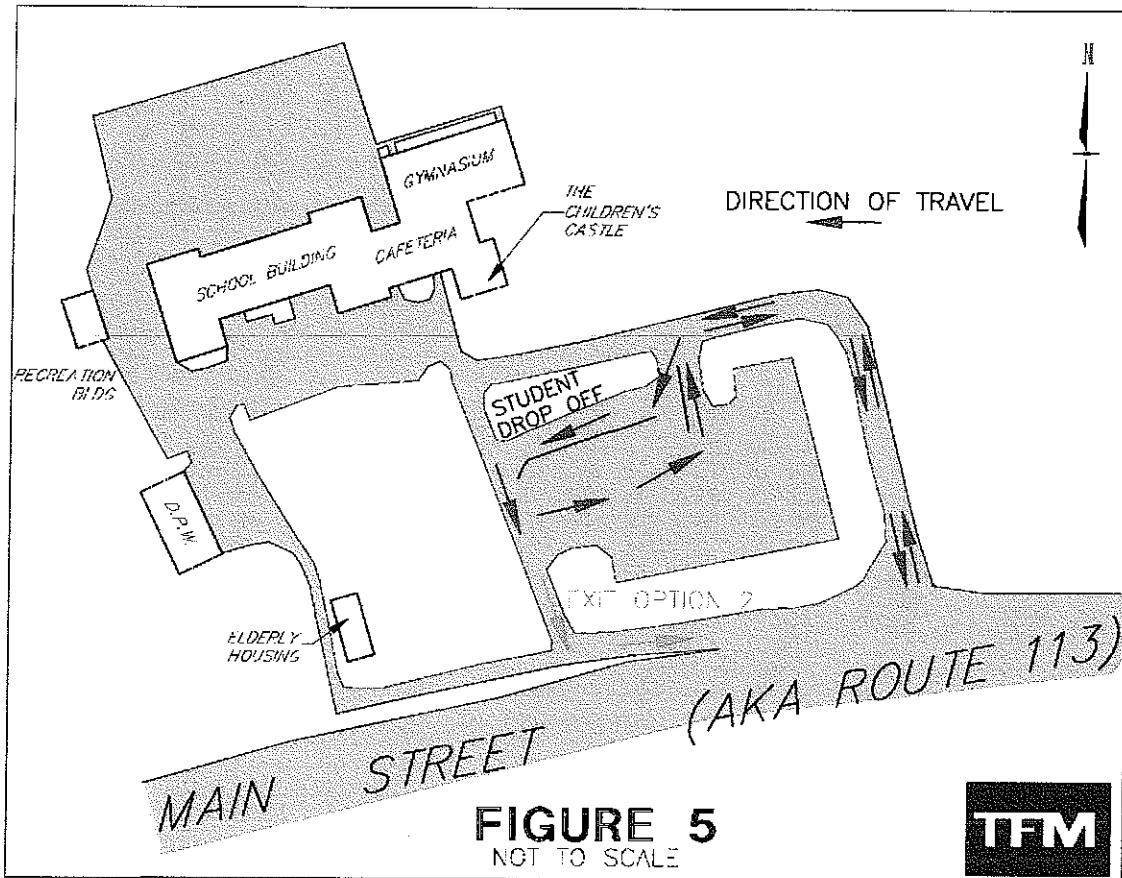 N
GYMNASIUM
THE
CHILDREN'S
CASTLE
DIRECTION OF TRAVEL
SCHOOL BUILDING
CAFETERIA
RECREATION
BLDG
STUDENT
DROP OFF
D.P.W.
EXIT OPTION 2
ELDERLY
HOUSING
MAIN STREET (AKA ROUTE 113)
FIGURE 5
NOT TO SCALE
TFM